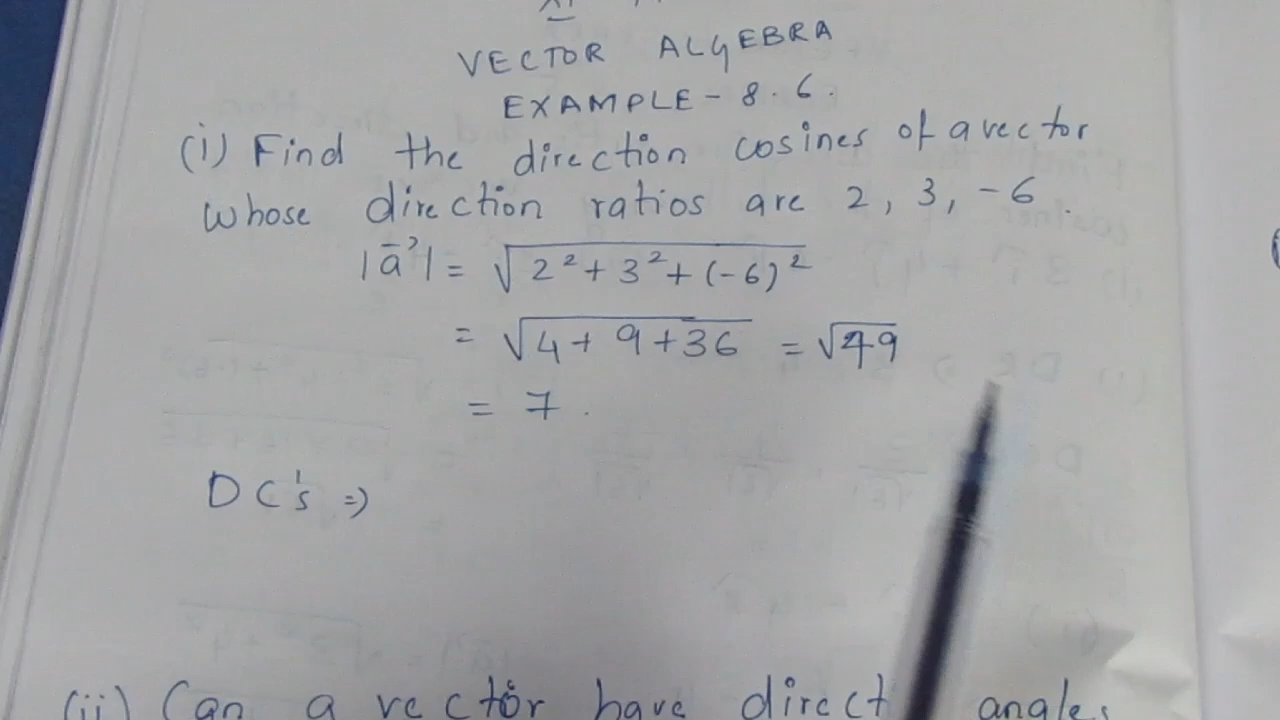 VECTOR ALGEBRA
EXAMPLE - 8.6.
(i) Find the direction cosines of a vector
whose direction ratios are 2, 3, -6.
|a⃗| = √2² + 3² + (-6)²
= √4 + 9 + 36 = √49
= 7.
DC's ⇒
(ii) Can a vector have direct angles